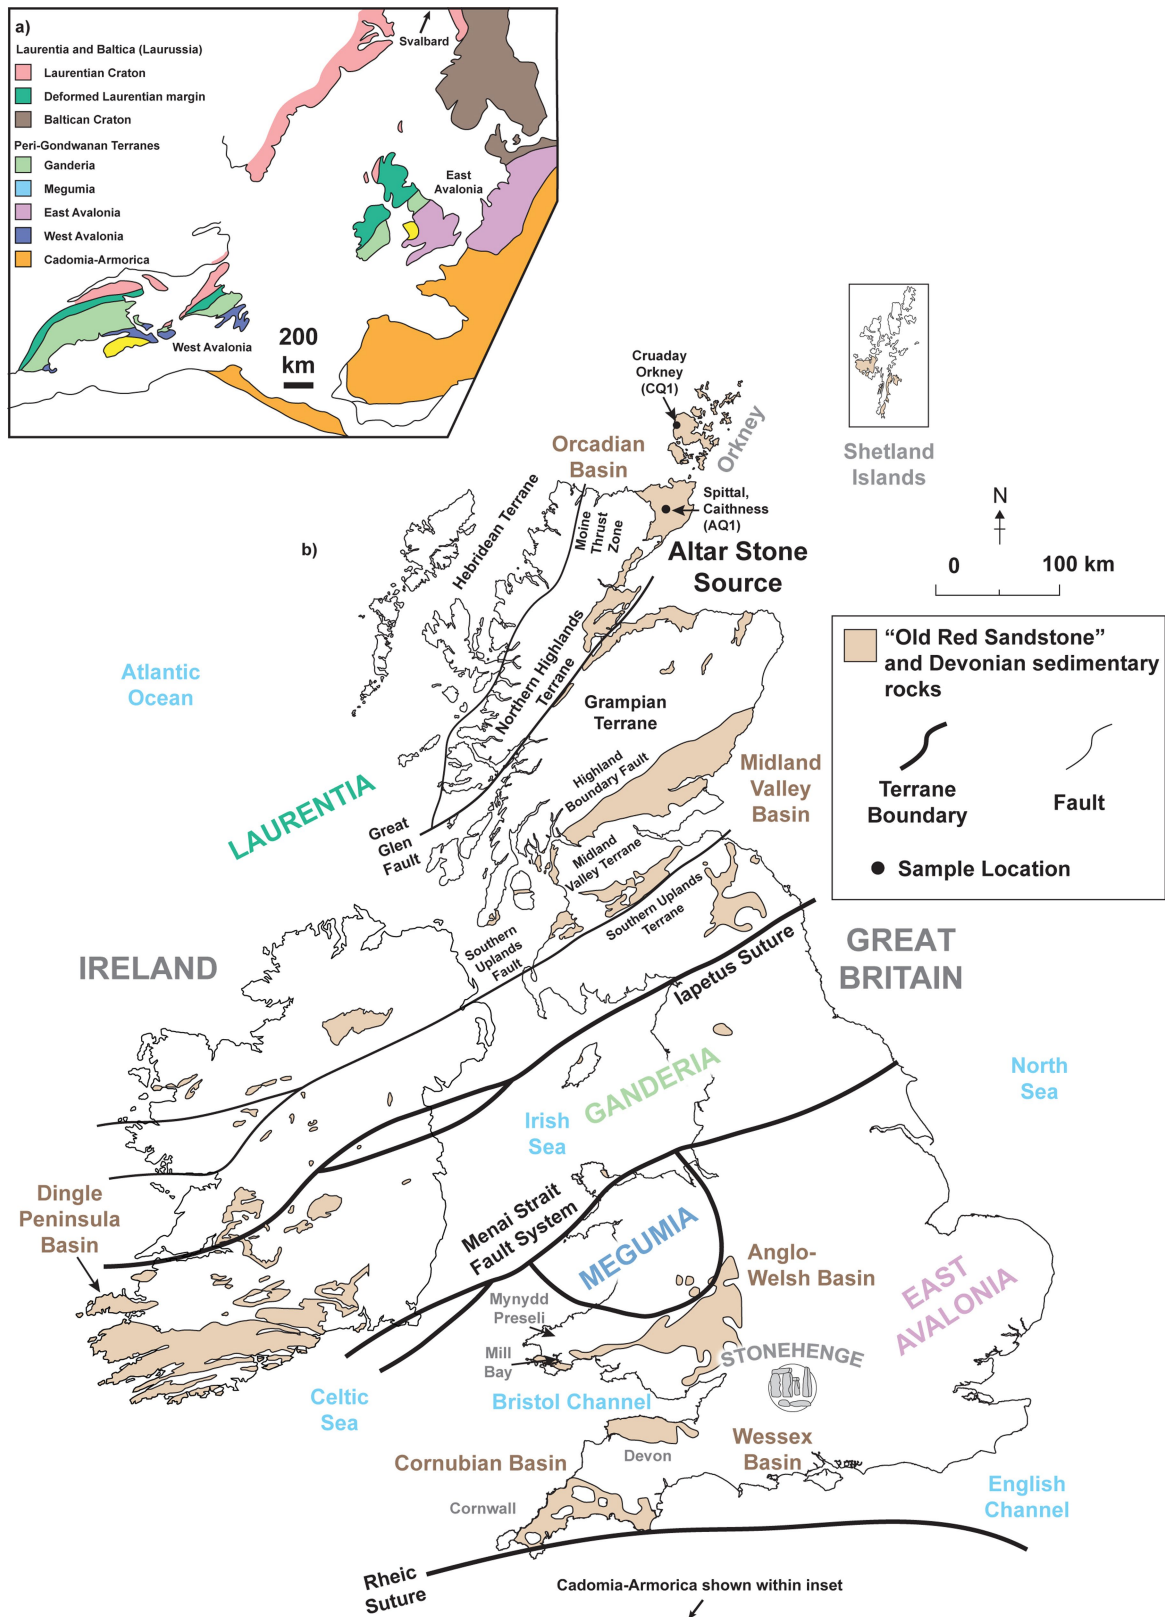 a)
Laurentia and Baltica (Laurussia)
Laurentian Craton
Deformed Laurentian margin
Baltican Craton
Peri-Gondwanan Terranes
Ganderia
Megumia
East Avalonia
West Avalonia
Cadomia-Armorica
Svalbard
East
Avalonia
West Avalonia
200
km
b)
Cruaday
Orkney
(CQ1)
Orkney
Orcadian
Basin
Shetland
Islands
Spittal,
Caithness
(AQ1)
N
0 100 km
Hebridean Terrane
Moine
Thrust
Zone
Altar Stone
Source
“Old Red Sandstone”
and Devonian sedimentary
rocks
Terrane
Boundary
Fault
Sample Location
Atlantic
Ocean
Northern Highlands
Terrane
Grampian
Terrane
Highland
Boundary Fault
Midland
Valley
Basin
LAURENTIA
Great
Glen
Fault
Midland
Valley Terrane
Southern Uplands
Terrane
Southern
Uplands
Fault
IRELAND
GREAT
BRITAIN
Iapetus Suture
GANDERIA
North
Sea
Irish
Sea
Dingle
Peninsula
Basin
Menai Strait
Fault System
MEGUMIA
Anglo-
Welsh Basin
EAST
AVALONIA
Mynydd
Preseli
Mill
Bay
STONEHENGE
Celtic
Sea
Bristol Channel
Wessex
Basin
Devon
Cornubian Basin
Cornwall
English
Channel
Rheic
Suture
Cadomia-Armorica shown within inset